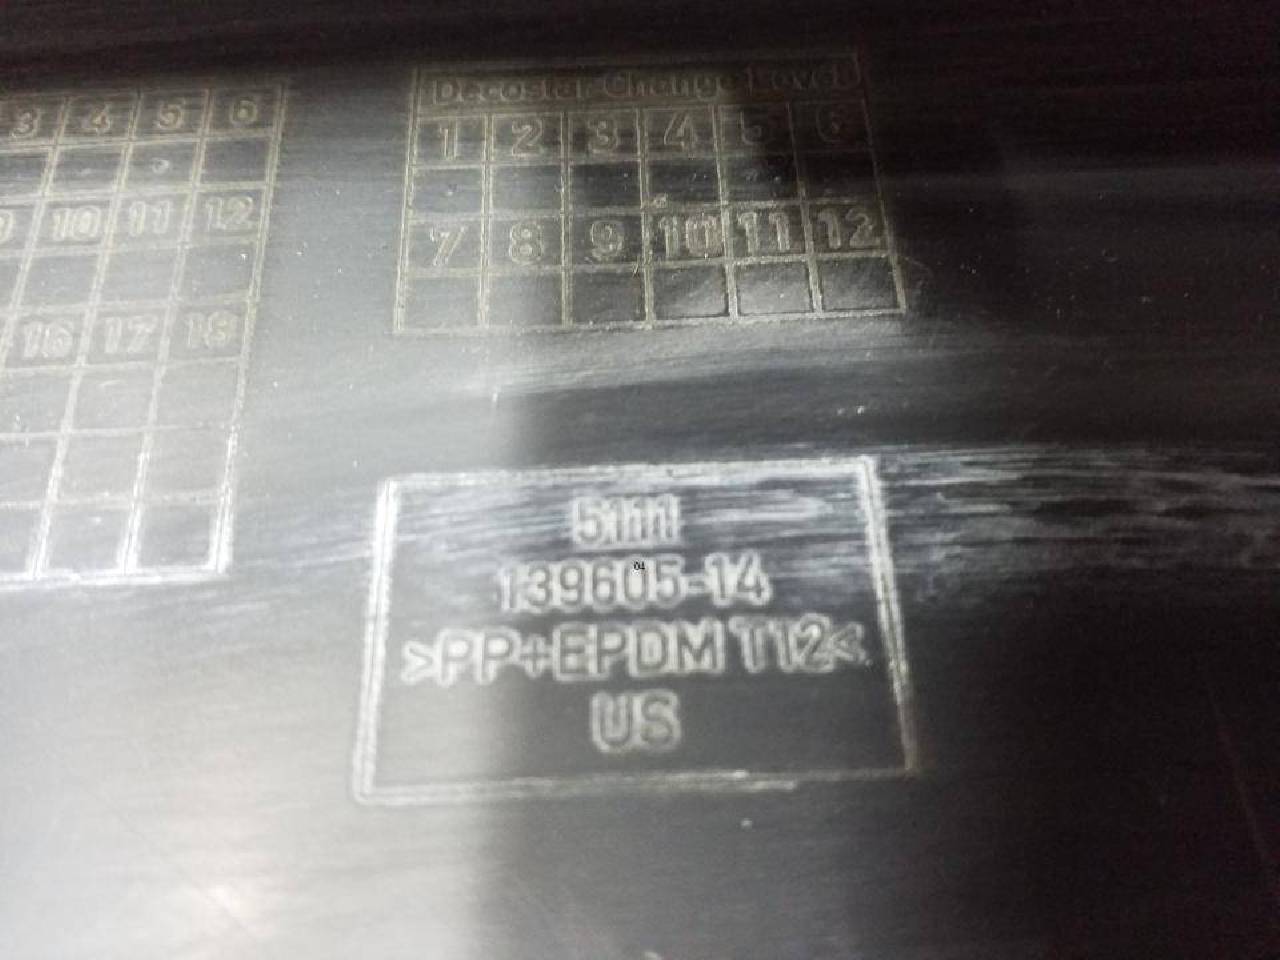 3 4 5 6
10 11 12
16 17 18
Decostar Change Level
1 2 3 4 5 6
7 8 9 10 11 12
5111
139605-14
04
>PP+EPDM T12<
US